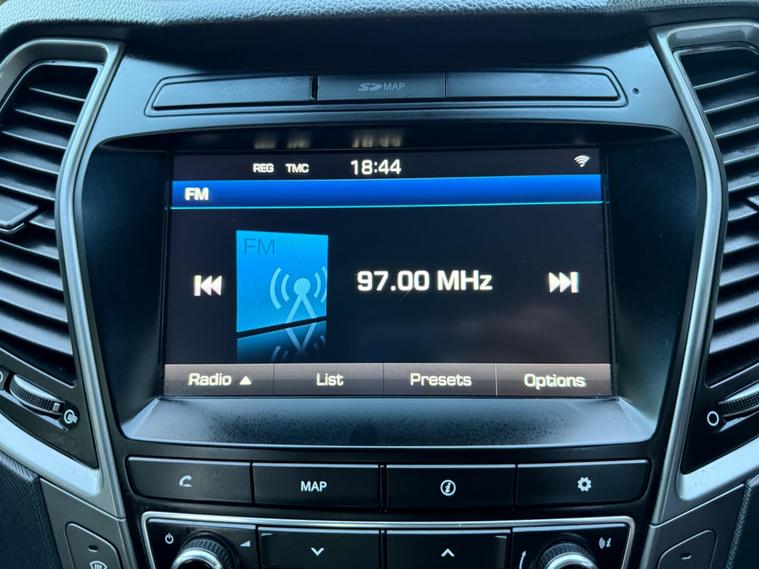 SD MAP
REG TMC 18:44
FM
FM
97.00 MHz
Radio List Presets Options
MAP